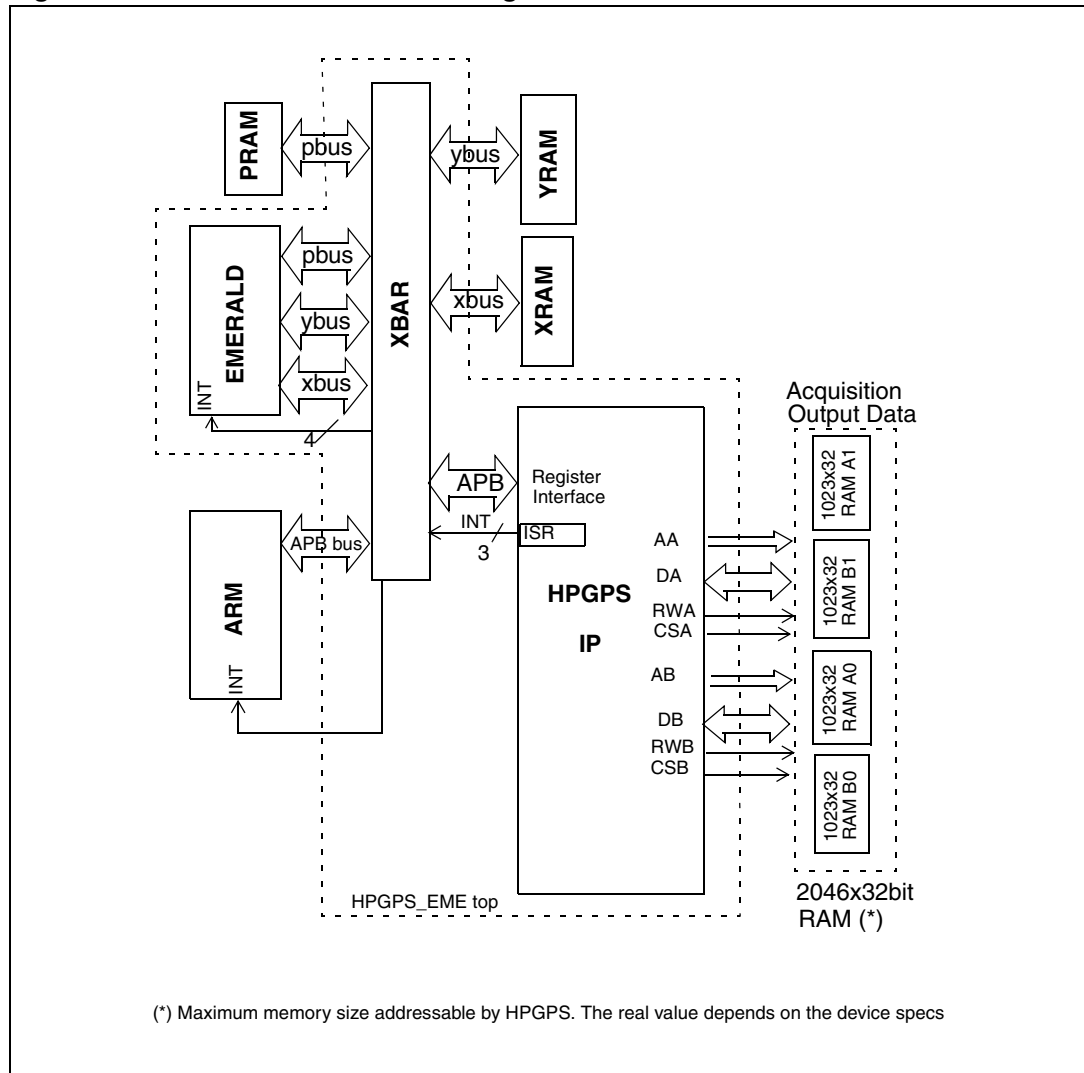 PRAM
pbus
XBAR
ybus
YRAM
EMERALD
INT
pbus
ybus
xbus
4
xbus
XRAM
ARM
INT
APB bus
APB
INT
3
Register
Interface
ISR
HPGPS
IP
AA
DA
RWA
CSA
AB
DB
RWB
CSB
Acquisition
Output Data
1023x32
RAM A1
1023x32
RAM B1
1023x32
RAM A0
1023x32
RAM B0
2046x32bit
RAM (*)
HPGPS_EME top
(*) Maximum memory size addressable by HPGPS. The real value depends on the device specs